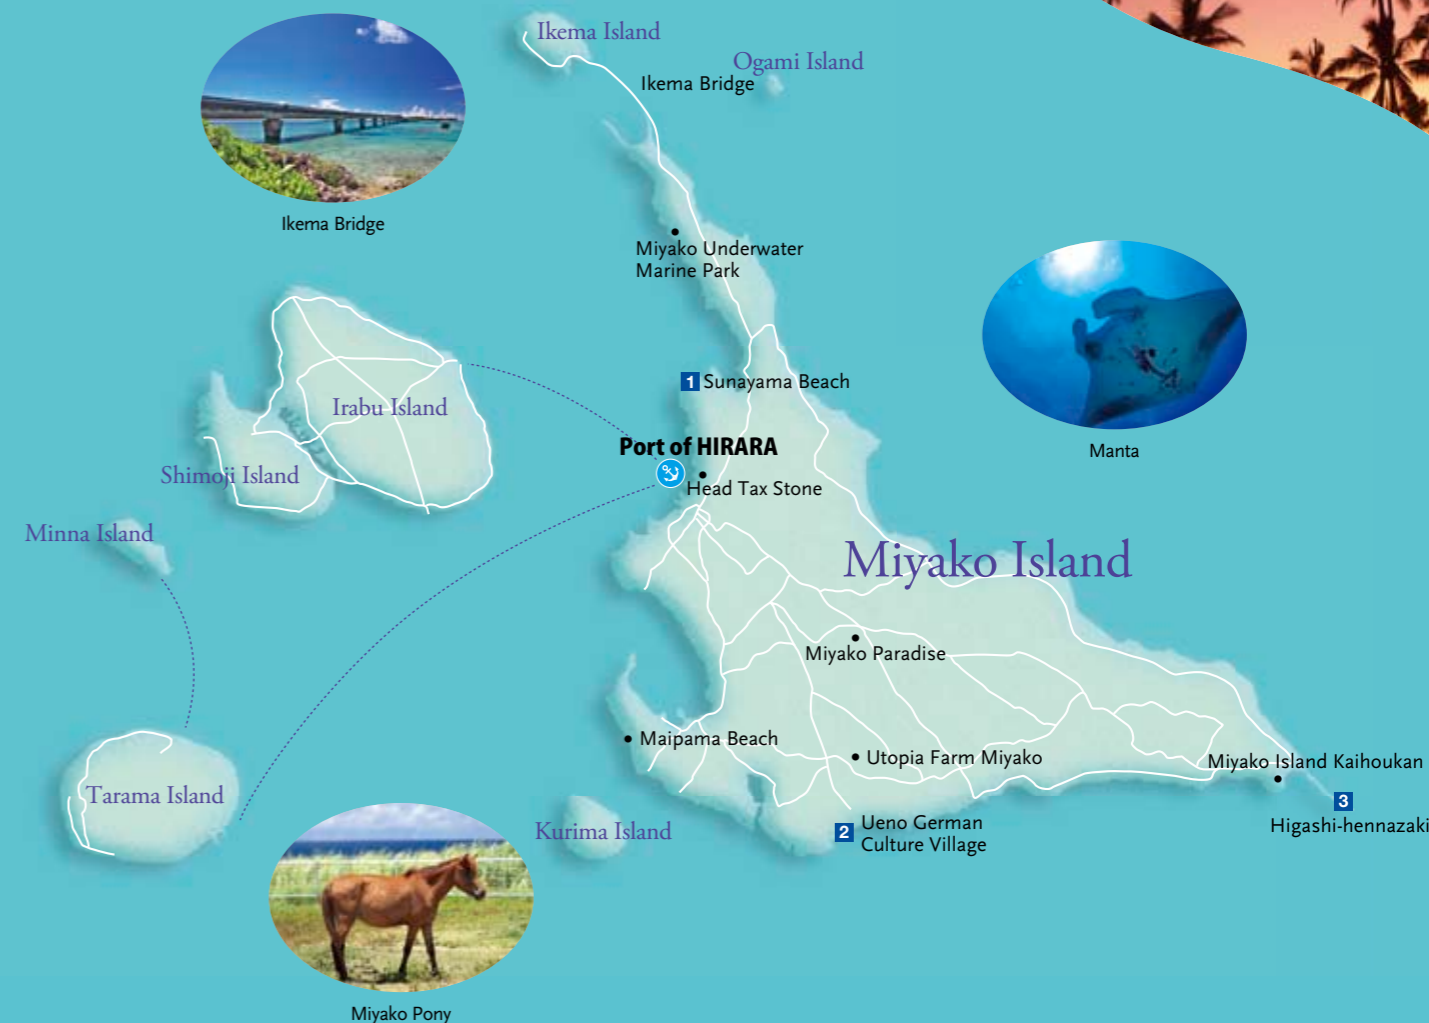 Ikema Island
Ogami Island
Ikema Bridge
Ikema Bridge
Miyako Underwater
Marine Park
1 Sunayama Beach
Manta
Irabu Island
Port of HIRARA
Shimoji Island
Head Tax Stone
Minna Island
Miyako Island
Miyako Paradise
Maipama Beach
Utopia Farm Miyako
Miyako Island Kaihoukan
Tarama Island
3
Higashi-hennazaki
Kurima Island
2 Ueno German
Culture Village
Miyako Pony